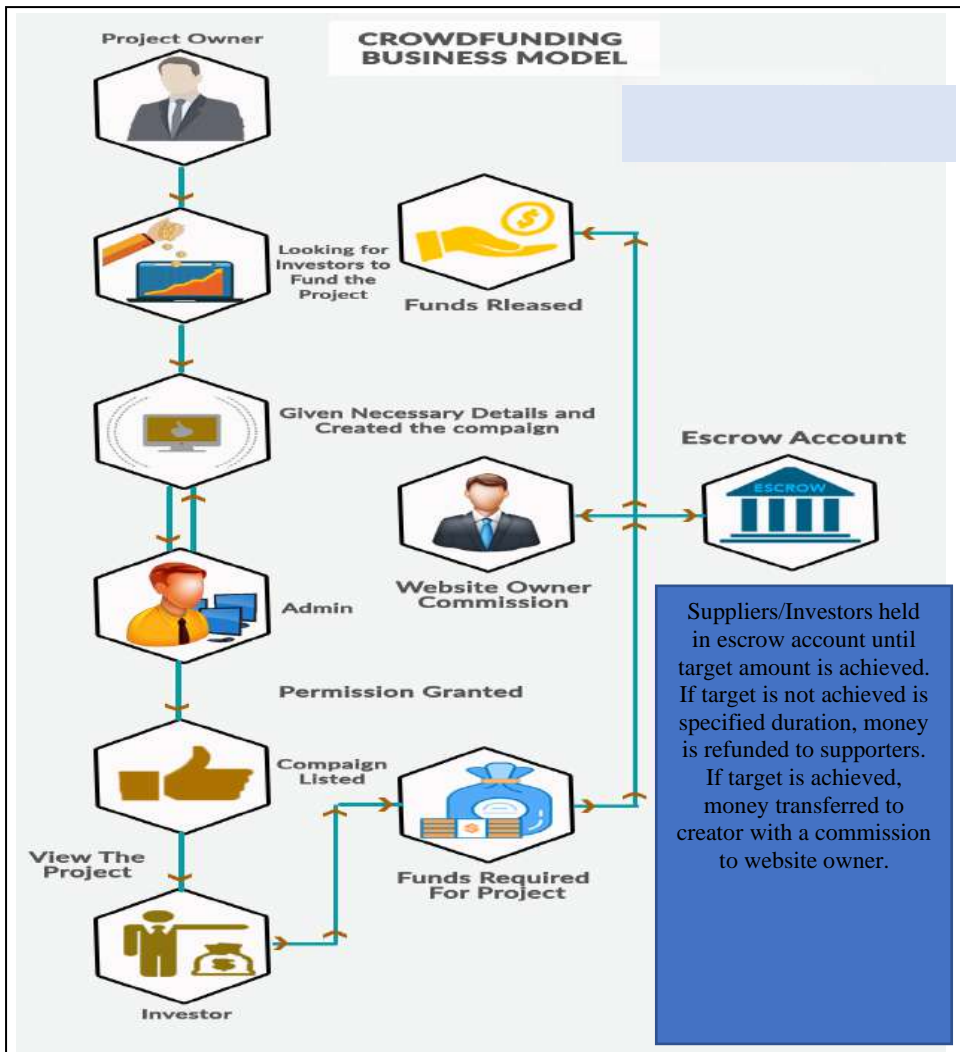 Project Owner
CROWDFUNDING
BUSINESS MODEL
Looking for
Investors to
Fund the
Project
Funds Rleased
Given Necessary Details and
Created the compaign
Escrow Account
ESCROW
Website Owner
Commission
Admin
Permission Granted
Compaign
Listed
View The
Project
Funds Required
For Project
Investor
Suppliers/Investors held
in escrow account until
target amount is achieved.
If target is not achieved is
specified duration, money
is refunded to supporters.
If target is achieved,
money transferred to
creator with a commission
to website owner.